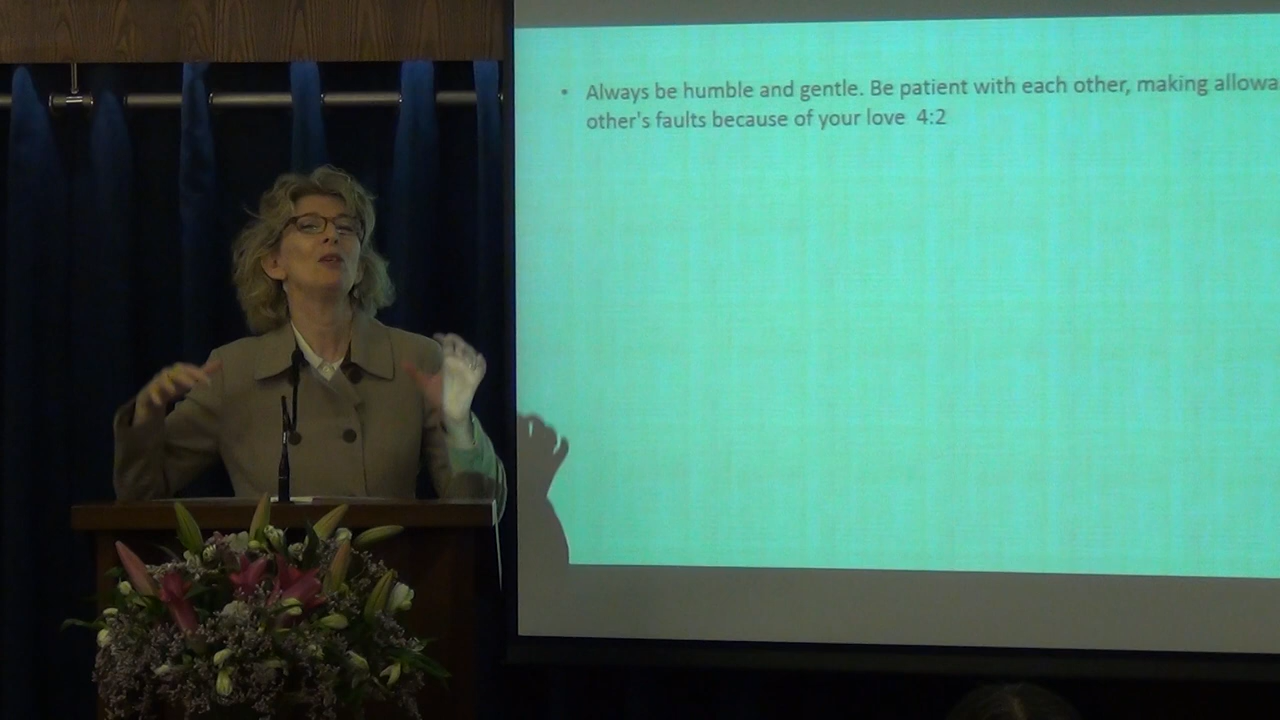 • Always be humble and gentle. Be patient with each other, making allowa
other's faults because of your love 4:2